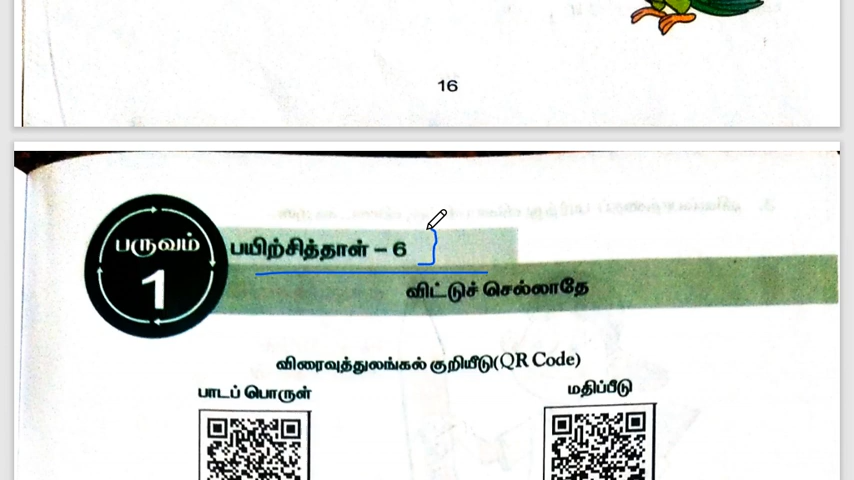 16
பருவம்
1
பயிற்சித்தாள் – 6
விட்டுச் செல்லாதே
விரைவுத்துலங்கல் குறியீடு(QR Code)
பாடப் பொருள்
மதிப்பீடு